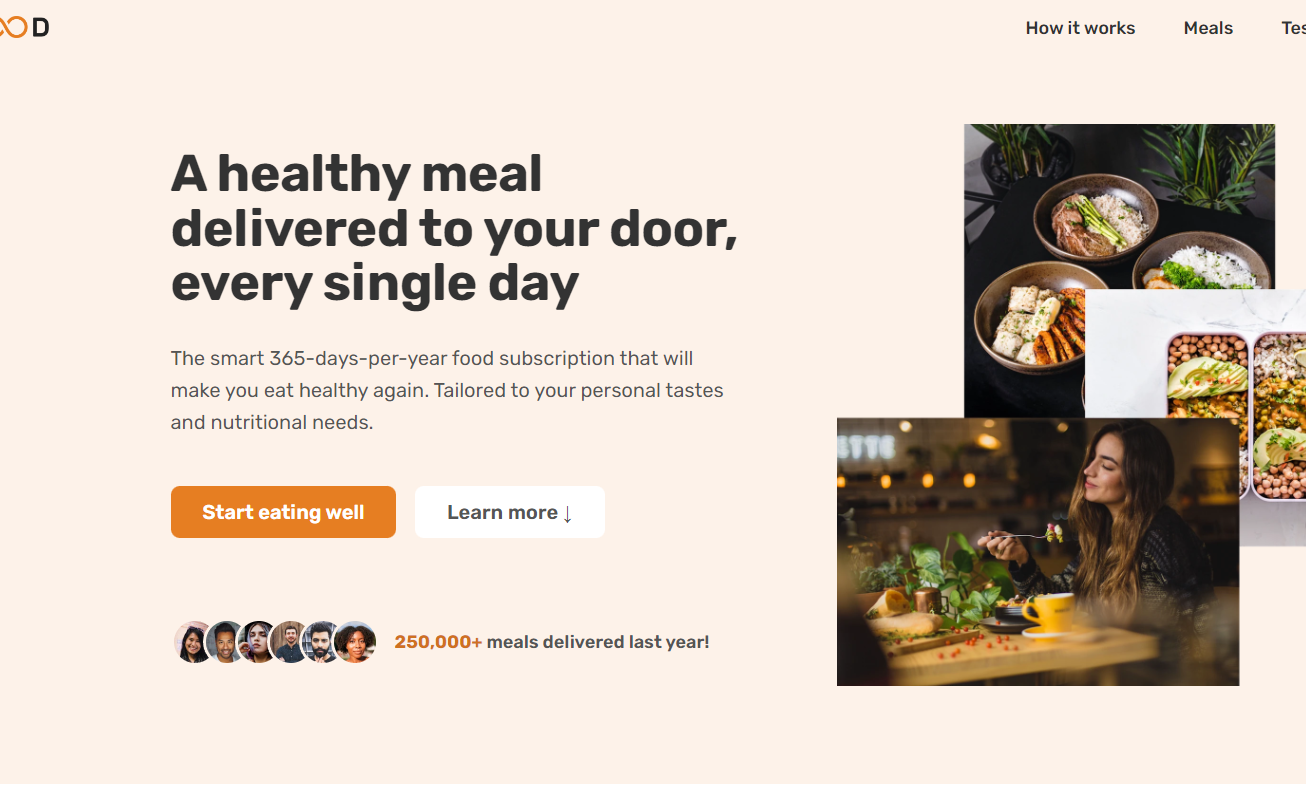 D
How it works
Meals
Tes
A healthy meal
delivered to your door,
every single day
The smart 365-days-per-year food subscription that will
make you eat healthy again. Tailored to your personal tastes
and nutritional needs.
Start eating well
Learn more ↓
250,000+ meals delivered last year!